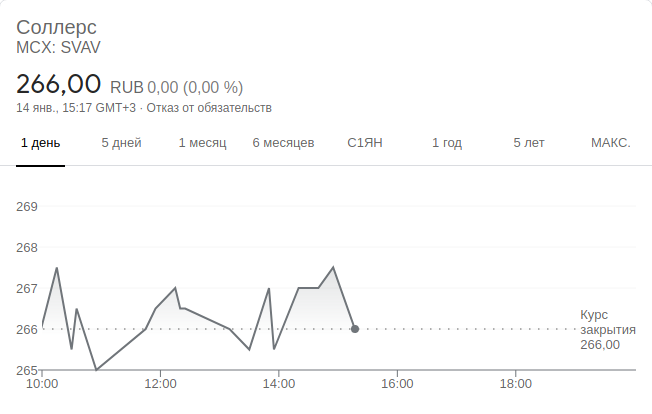 Соллерс
MCX: SVAV
266,00 RUB 0,00 (0,00 %)
14 янв., 15:17 GMT+3 · Отказ от обязательств
1 день 5 дней 1 месяц 6 месяцев С1ЯН 1 год 5 лет МАКС.
269
268
267
266
265
Курс
закрытия
266,00
10:00 12:00 14:00 16:00 18:00